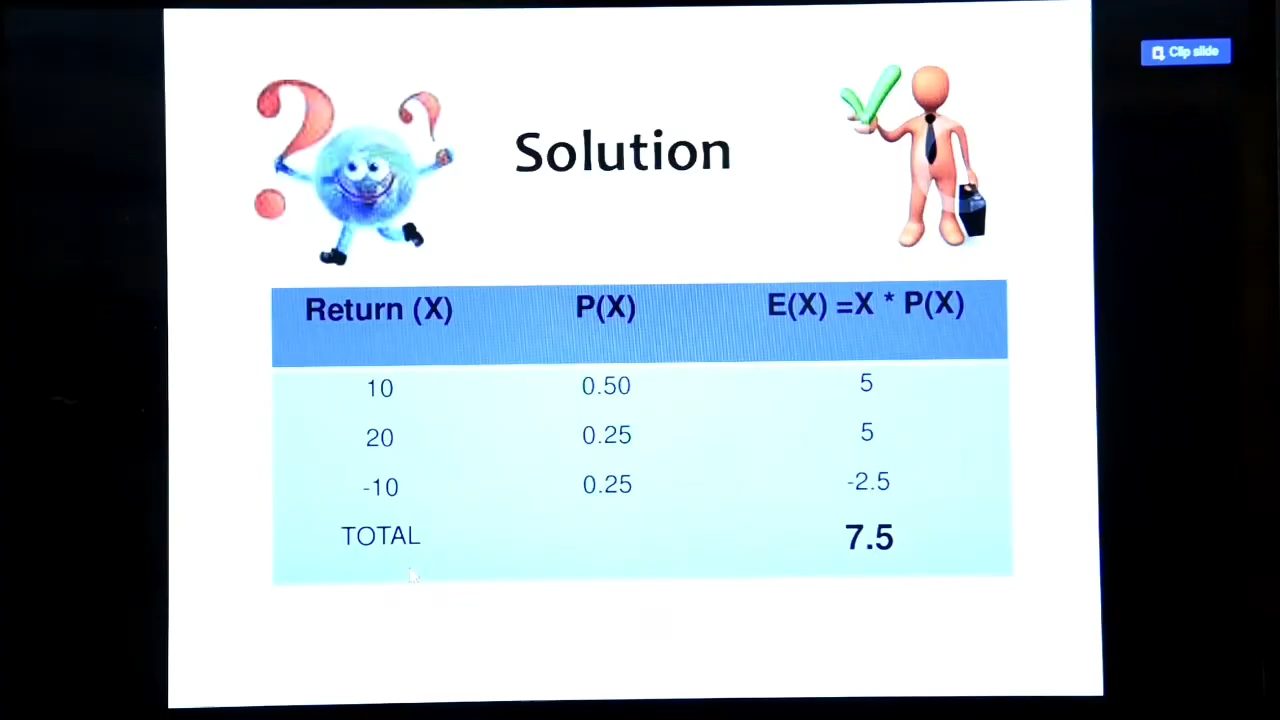 Clip slide
Solution
Return (X) P(X) E(X) =X * P(X)
10 0.50 5
20 0.25 5
-10 0.25 -2.5
TOTAL 7.5